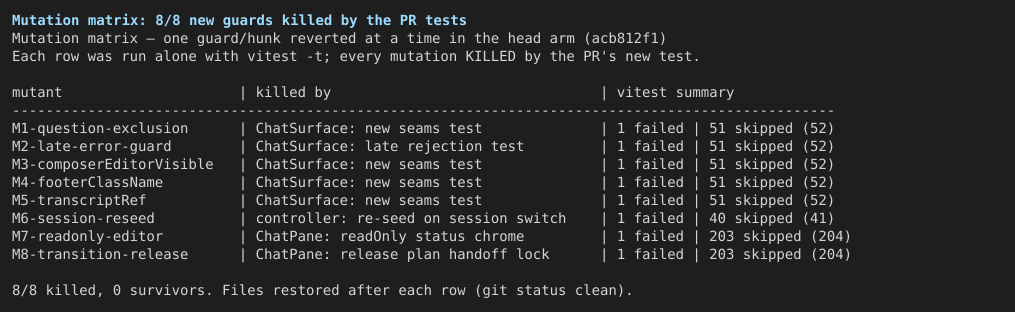 Mutation matrix: 8/8 new guards killed by the PR tests
Mutation matrix — one guard/hunk reverted at a time in the head arm (acb812f1)
Each row was run alone with vitest -t; every mutation KILLED by the PR's new test.
mutant | killed by | vitest summary
----------------------------------------------------------------------------------------------------
M1-question-exclusion | ChatSurface: new seams test | 1 failed | 51 skipped (52)
M2-late-error-guard | ChatSurface: late rejection test | 1 failed | 51 skipped (52)
M3-composerEditorVisible | ChatSurface: new seams test | 1 failed | 51 skipped (52)
M4-footerClassName | ChatSurface: new seams test | 1 failed | 51 skipped (52)
M5-transcriptRef | ChatSurface: new seams test | 1 failed | 51 skipped (52)
M6-session-reseed | controller: re-seed on session switch | 1 failed | 40 skipped (41)
M7-readonly-editor | ChatPane: readOnly status chrome | 1 failed | 203 skipped (204)
M8-transition-release | ChatPane: release plan handoff lock | 1 failed | 203 skipped (204)
8/8 killed, 0 survivors. Files restored after each row (git status clean).